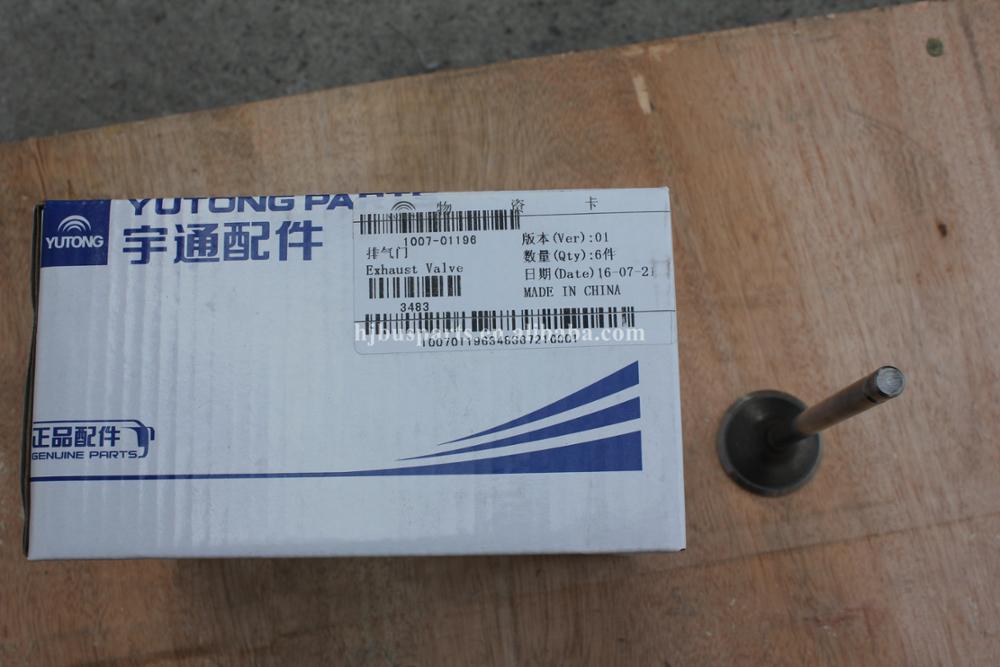 YUTONG PARTS
YUTONG
宇通配件
物 资 卡
1007-01196
版本(Ver):01
排气门
数量(Qty):6件
Exhaust Valve
日期(Date)16-07-21
MADE IN CHINA
3483
hjbusparts.en.alibaba.com
正品配件
GENUINE PARTS